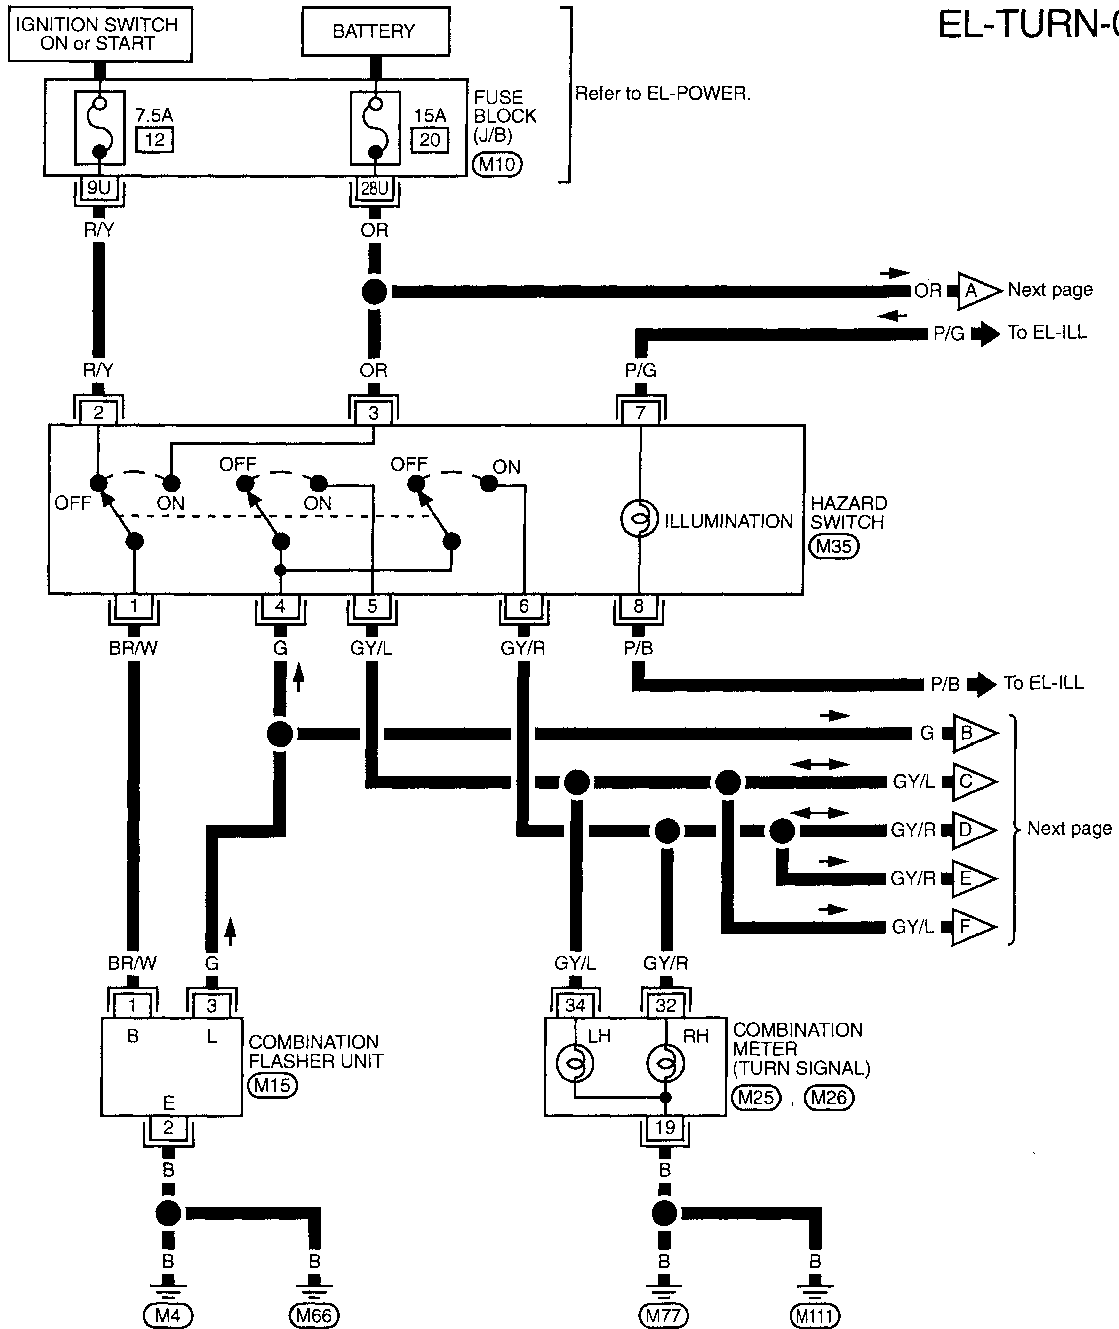 EL-TURN-
IGNITION SWITCH
ON or START
BATTERY
Refer to EL-POWER.
7.5A
12
15A
20
FUSE
BLOCK
(J/B)
M10
9U
28U
R/Y
OR
OR
A
Next page
P/G
To EL-ILL
R/Y
OR
P/G
2
3
7
OFF
ON
OFF
ON
OFF
ON
ILLUMINATION
HAZARD
SWITCH
M35
1
4
5
6
8
BR/W
G
GY/L
GY/R
P/B
P/B
To EL-ILL
G
B
GY/L
C
GY/R
D
Next page
GY/R
E
GY/L
F
BR/W
G
GY/L
GY/R
1
3
34
32
B
L
LH
RH
COMBINATION
FLASHER UNIT
M15
COMBINATION
METER
(TURN SIGNAL)
M25 , M26
E
2
19
B
B
B
B
B
B
M4
M66
M77
M111